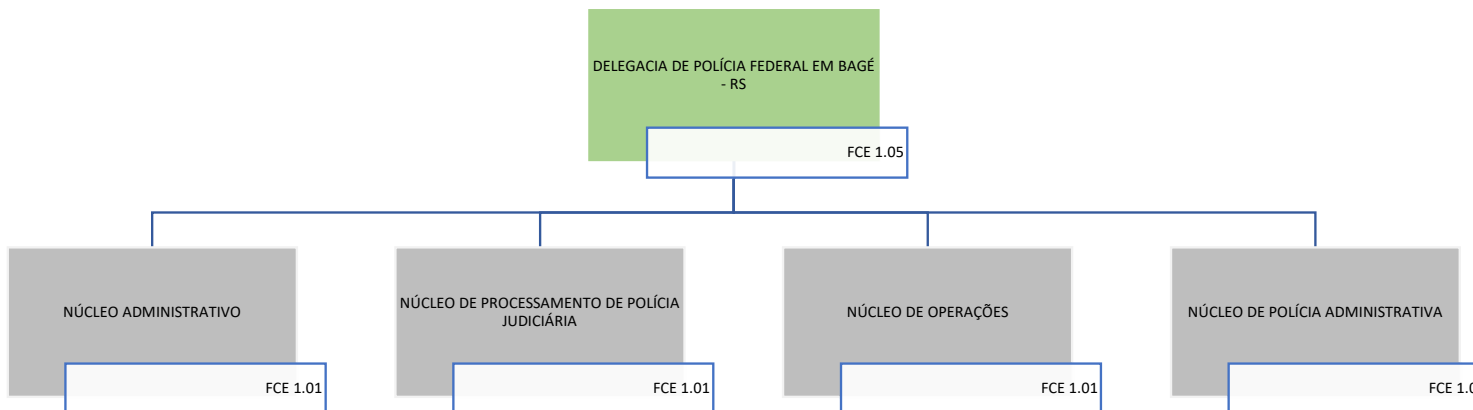 DELEGACIA DE POLÍCIA FEDERAL EM BAGÉ
- RS
FCE 1.05
NÚCLEO ADMINISTRATIVO
FCE 1.01
NÚCLEO DE PROCESSAMENTO DE POLÍCIA
JUDICIÁRIA
FCE 1.01
NÚCLEO DE OPERAÇÕES
FCE 1.01
NÚCLEO DE POLÍCIA ADMINISTRATIVA
FCE